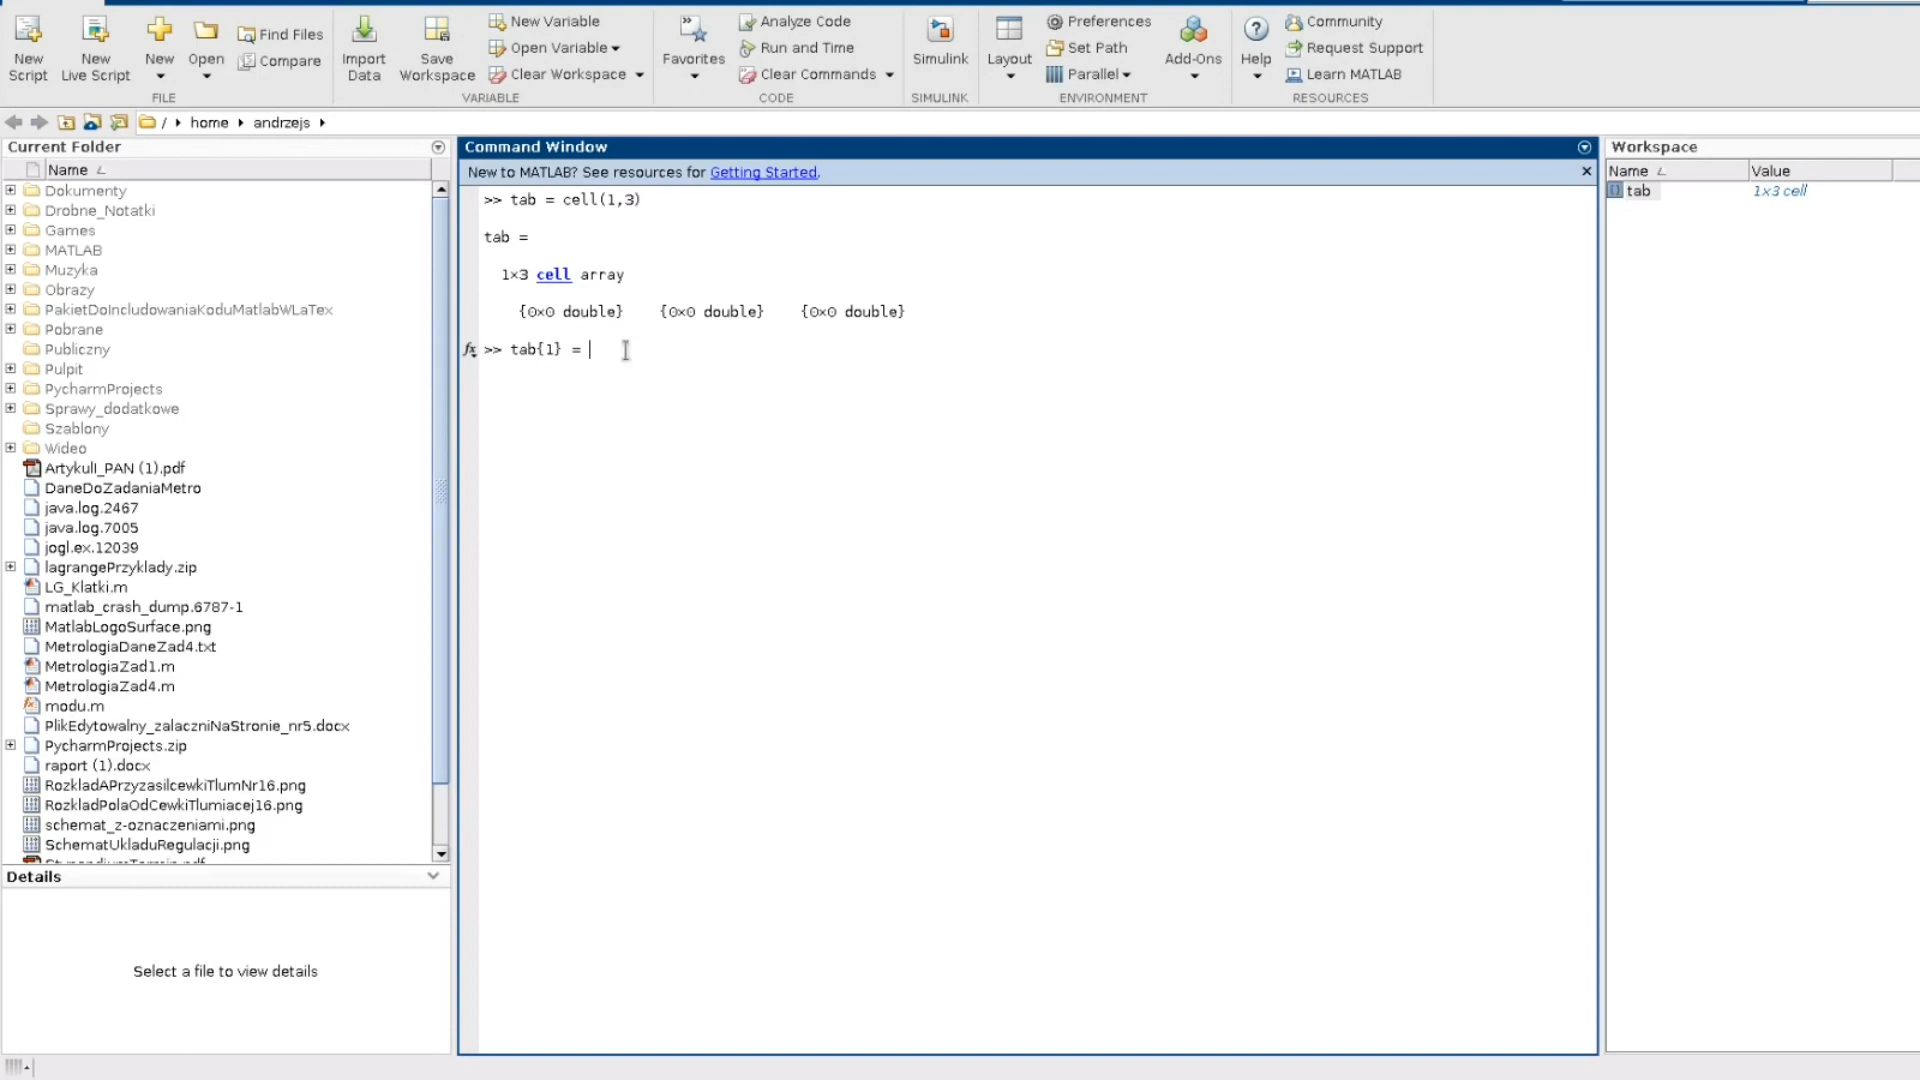 New Script
New Live Script
New
Open
Find Files
Compare
FILE
Import Data
Save Workspace
New Variable
Open Variable
Clear Workspace
VARIABLE
Favorites
Analyze Code
Run and Time
Clear Commands
CODE
Simulink
SIMULINK
Layout
Preferences
Set Path
Parallel
Add-Ons
ENVIRONMENT
Help
Community
Request Support
Learn MATLAB
RESOURCES
/ home andrzejs
Current Folder
Name
Dokumenty
Drobne_Notatki
Games
MATLAB
Muzyka
Obrazy
PakietDoIncludowaniaKoduMatlabWLaTex
Pobrane
Publiczny
Pulpit
PycharmProjects
Sprawy_dodatkowe
Szablony
Wideo
ArtykulI_PAN (1).pdf
DaneDoZadaniaMetro
java.log.2467
java.log.7005
jogl.ex.12039
lagrangePrzyklady.zip
LG_Klatki.m
matlab_crash_dump.6787-1
MatlabLogoSurface.png
MetrologiaDaneZad4.txt
MetrologiaZad1.m
MetrologiaZad4.m
modu.m
PlikEdytowalny_zalaczniNaStronie_nr5.docx
PycharmProjects.zip
raport (1).docx
RozkladAPrzyzasilcewkiTlumNr16.png
RozkladPolaOdCewkiTlumiacej16.png
schemat_z-oznaczeniami.png
SchematUkladuRegulacji.png
Details
Select a file to view details
Command Window
New to MATLAB? See resources for Getting Started.
>> tab = cell(1,3)
tab =
1×3 cell array
{0×0 double} {0×0 double} {0×0 double}
fx >> tab{1} =
Workspace
Name Value
tab 1×3 cell